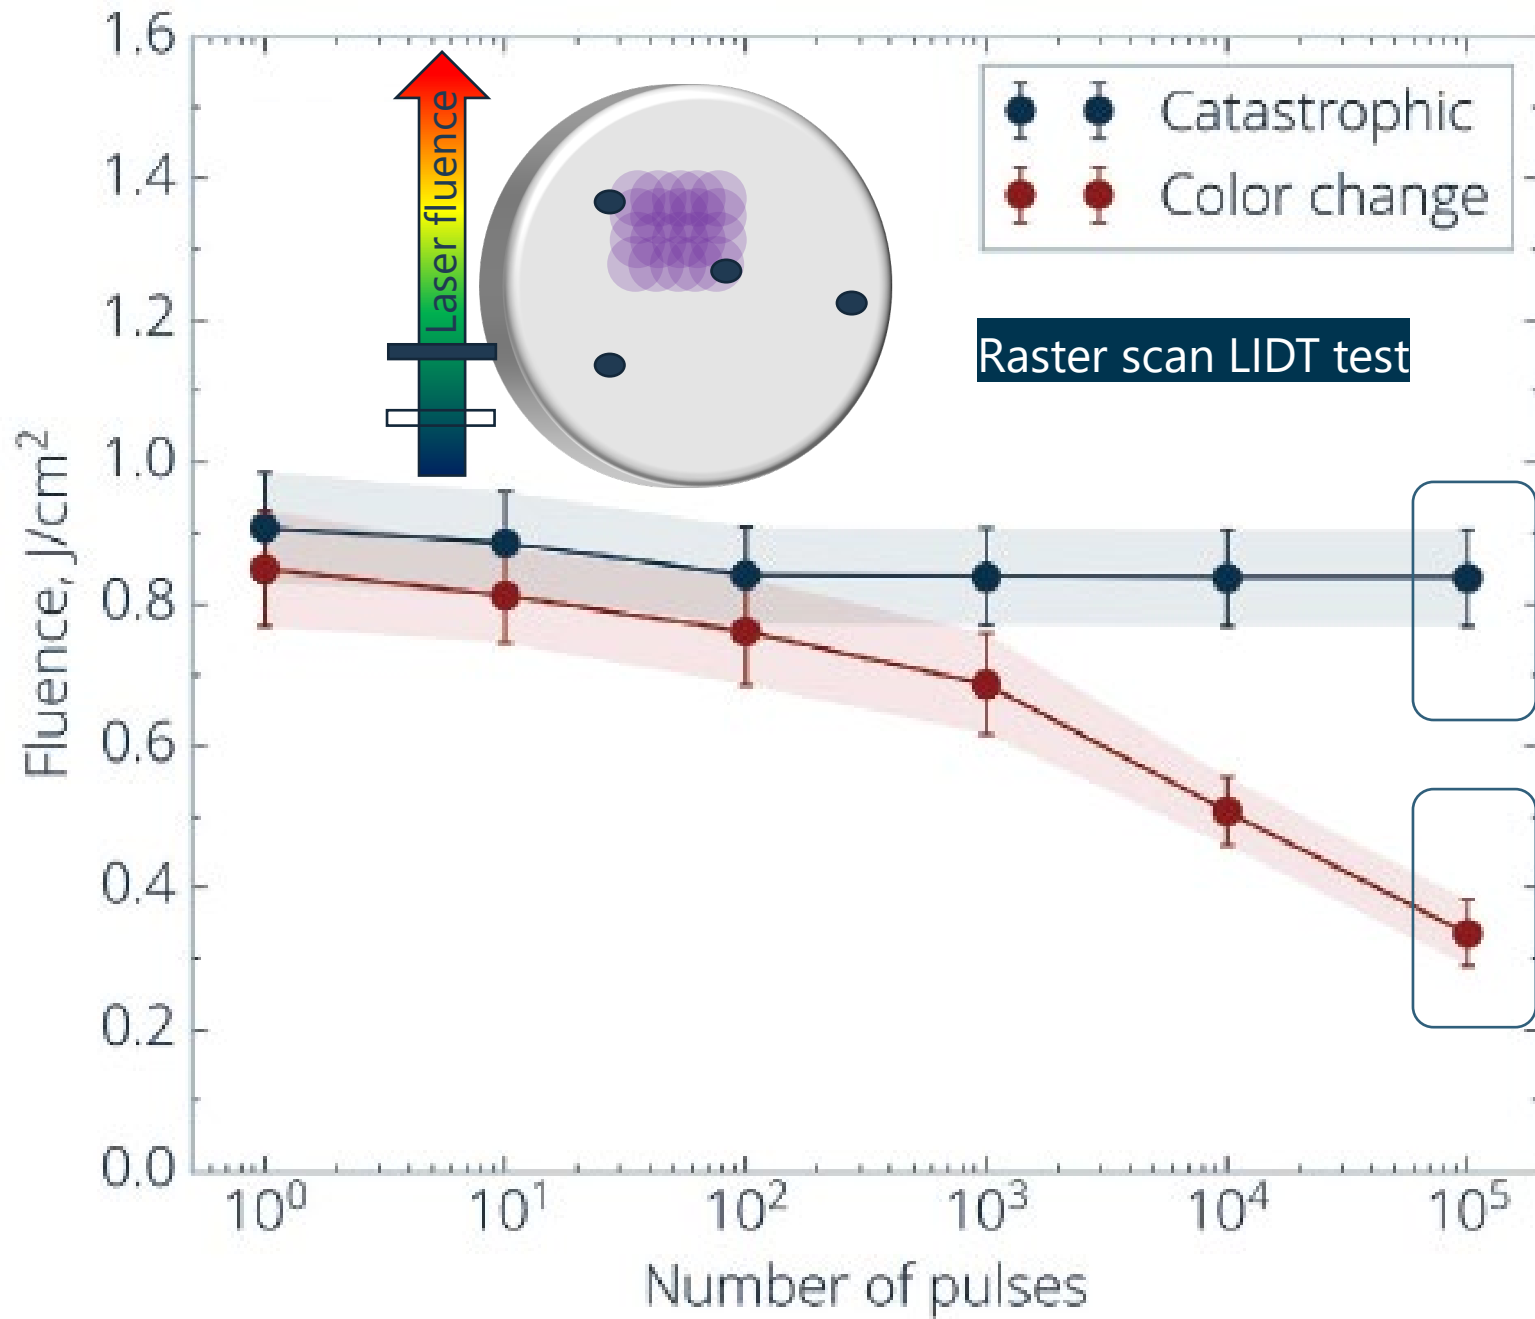 1.6
1.4
1.2
1.0
0.8
0.6
0.4
0.2
0.0
Fluence, J/cm²
Laser fluence
Catastrophic
Color change
Raster scan LIDT test
10⁰ 10¹ 10² 10³ 10⁴ 10⁵
Number of pulses